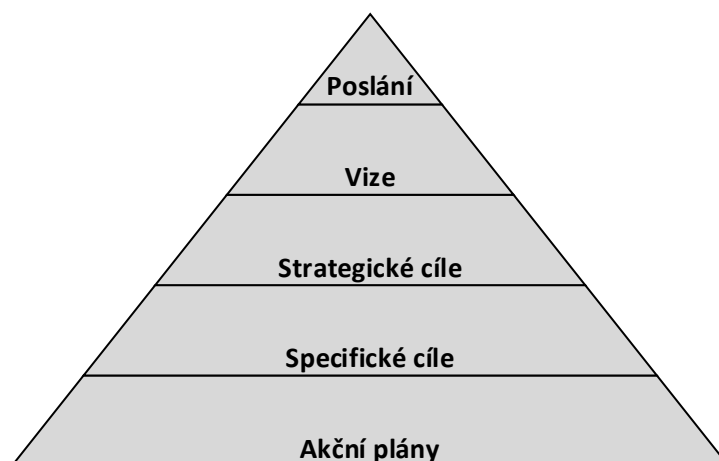 Poslání
Vize
Strategické cíle
Specifické cíle
Akční plány